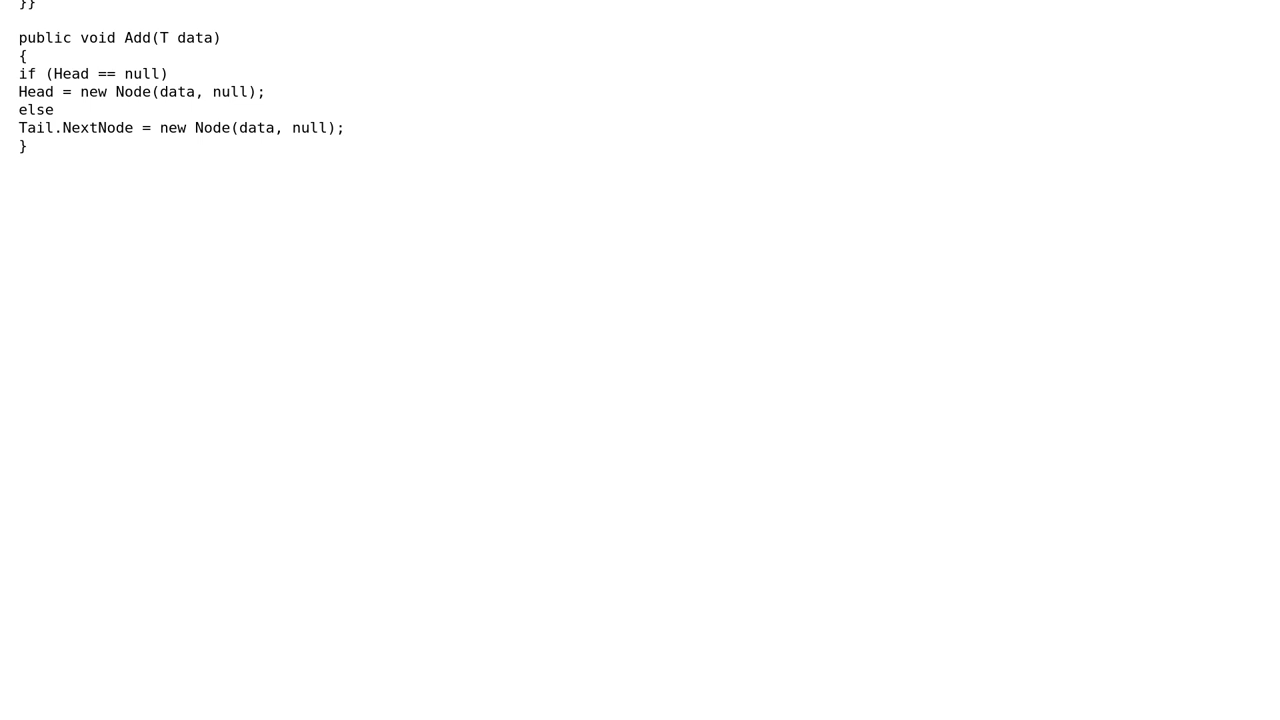 }}
public void Add(T data)
{
if (Head == null)
Head = new Node(data, null);
else
Tail.NextNode = new Node(data, null);
}